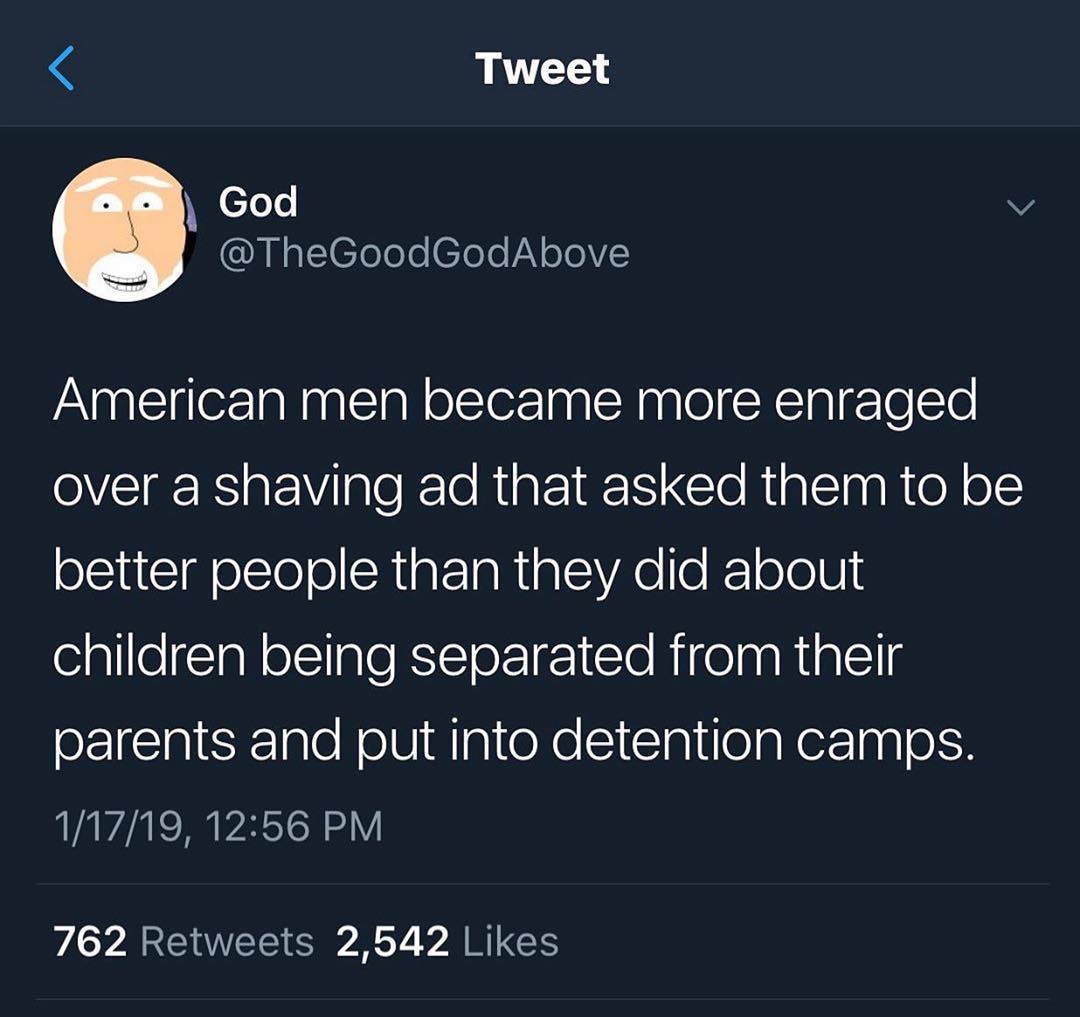 Tweet
God
@TheGoodGodAbove
American men became more enraged
over a shaving ad that asked them to be
better people than they did about
children being separated from their
parents and put into detention camps.
1/17/19, 12:56 PM
762 Retweets 2,542 Likes